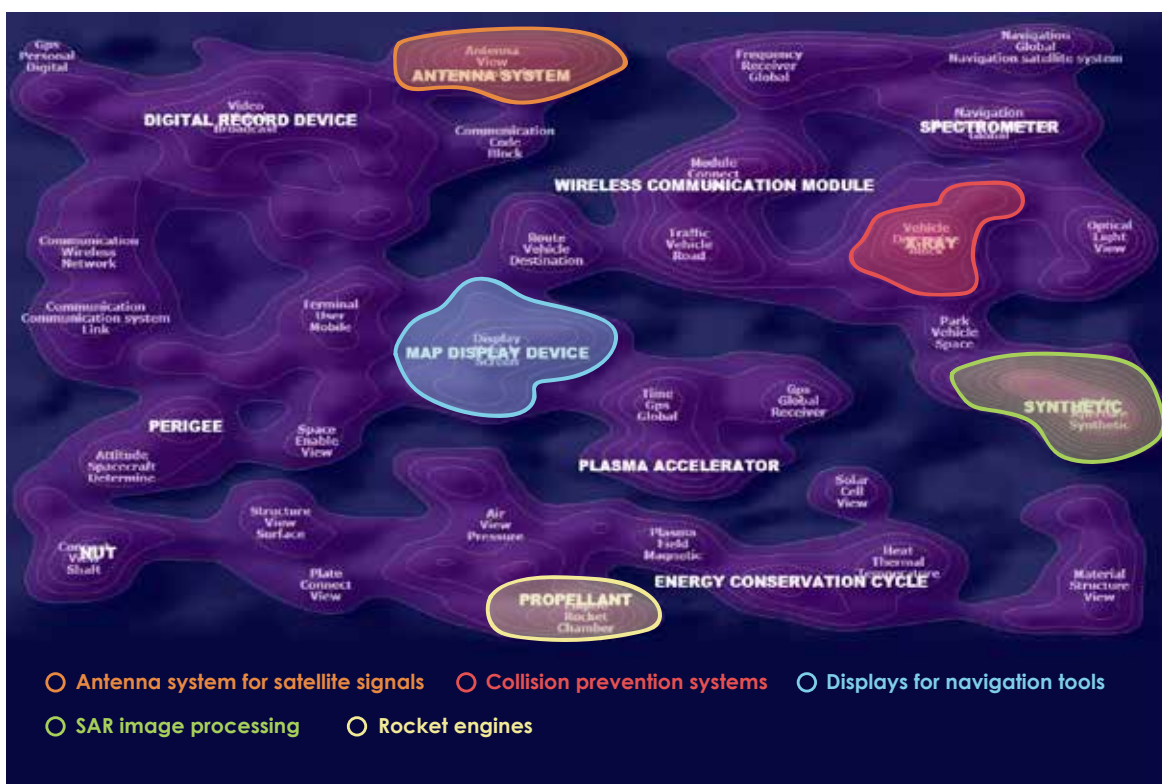 Gps
Personal
Digital
Antenna
View
ANTENNA SYSTEM
Frequency
Receiver
Global
Navigation
Global
Navigation satellite system
Video
DIGITAL RECORD DEVICE
Broadcast
Communication
Code
Block
Navigation
SPECTROMETER
Global
Module
Connect
WIRELESS COMMUNICATION MODULE
Communication
Wireless
Network
Route
Vehicle
Destination
Traffic
Vehicle
Road
Vehicle
X-RAY
Optical
Light
View
Communication
Communication system
Link
Terminal
User
Mobile
Display
MAP DISPLAY DEVICE
Screen
Park
Vehicle
Space
Time
Gps
Global
Gps
Global
Receiver
SYNTHETIC
Synthetic
PERIGEE
Space
Enable
View
Attitude
Spacecraft
Determine
PLASMA ACCELERATOR
Solar
Cell
View
Structure
View
Surface
Air
View
Pressure
Plasma
Field
Magnetic
NUT
View
Shaft
Heat
Thermal
Temperature
ENERGY CONSERVATION CYCLE
Plate
Connect
View
PROPELLANT
Rocket
Chamber
Material
Structure
View
Antenna system for satellite signals
Collision prevention systems
Displays for navigation tools
SAR image processing
Rocket engines